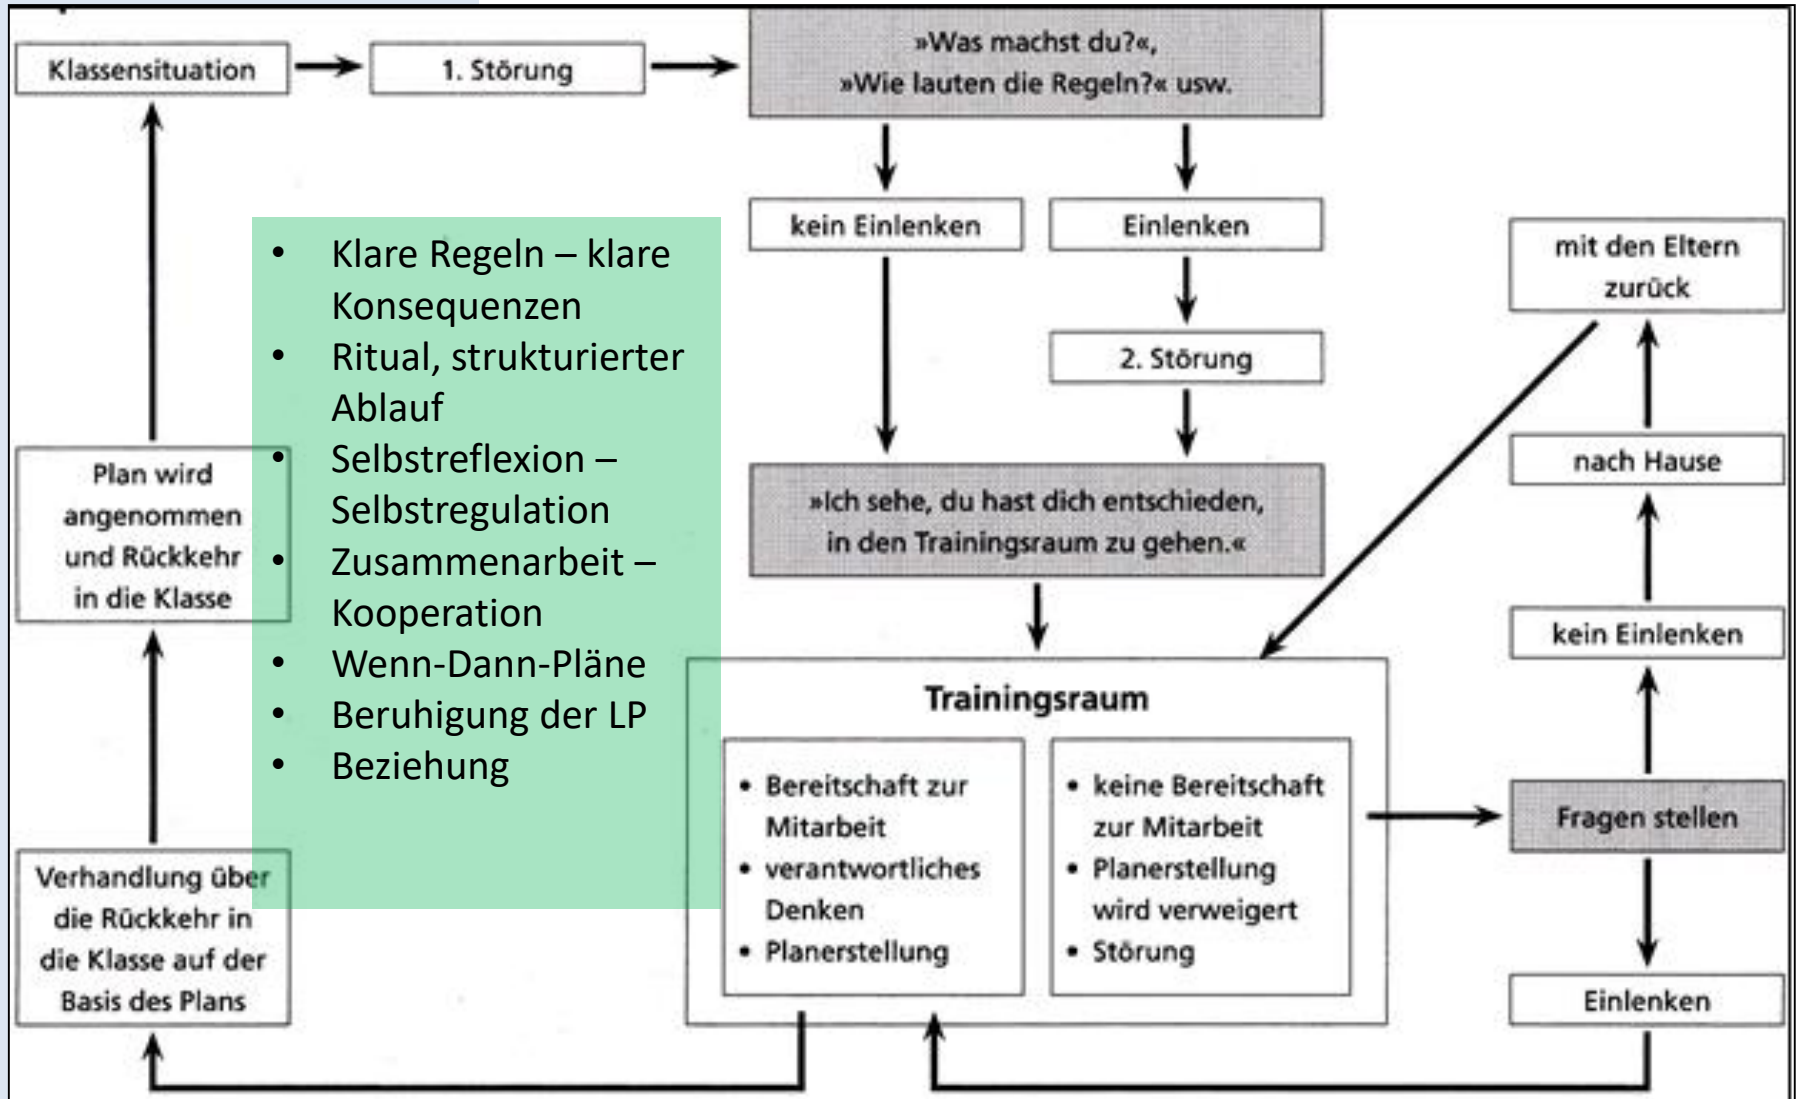 Klassensituation
1. Störung
»Was machst du?«,
»Wie lauten die Regeln?« usw.
kein Einlenken
Einlenken
2. Störung
»Ich sehe, du hast dich entschieden,
in den Trainingsraum zu gehen.«
• Klare Regeln – klare
Konsequenzen
• Ritual, strukturierter
Ablauf
• Selbstreflexion –
Selbstregulation
• Zusammenarbeit –
Kooperation
• Wenn-Dann-Pläne
• Beruhigung der LP
• Beziehung
Trainingsraum
• Bereitschaft zur
Mitarbeit
• verantwortliches
Denken
• Planerstellung
• keine Bereitschaft
zur Mitarbeit
• Planerstellung
wird verweigert
• Störung
mit den Eltern
zurück
nach Hause
kein Einlenken
Fragen stellen
Einlenken
Plan wird
angenommen
und Rückkehr
in die Klasse
Verhandlung über
die Rückkehr in
die Klasse auf der
Basis des Plans